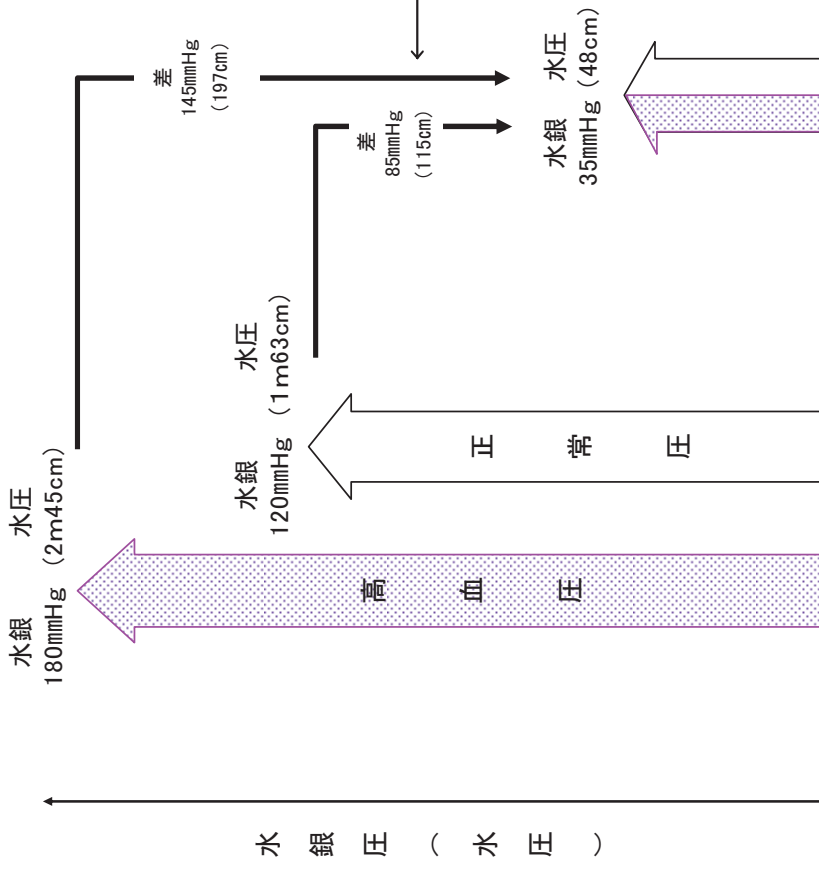 水銀 水圧
180mmHg (2m45cm)
差
145mmHg
(197cm)
水銀 水圧
120mmHg (1m63cm)
差
85mmHg
(115cm)
水銀 水圧
35mmHg (48cm)
高血圧
正常圧
水銀圧(水圧)